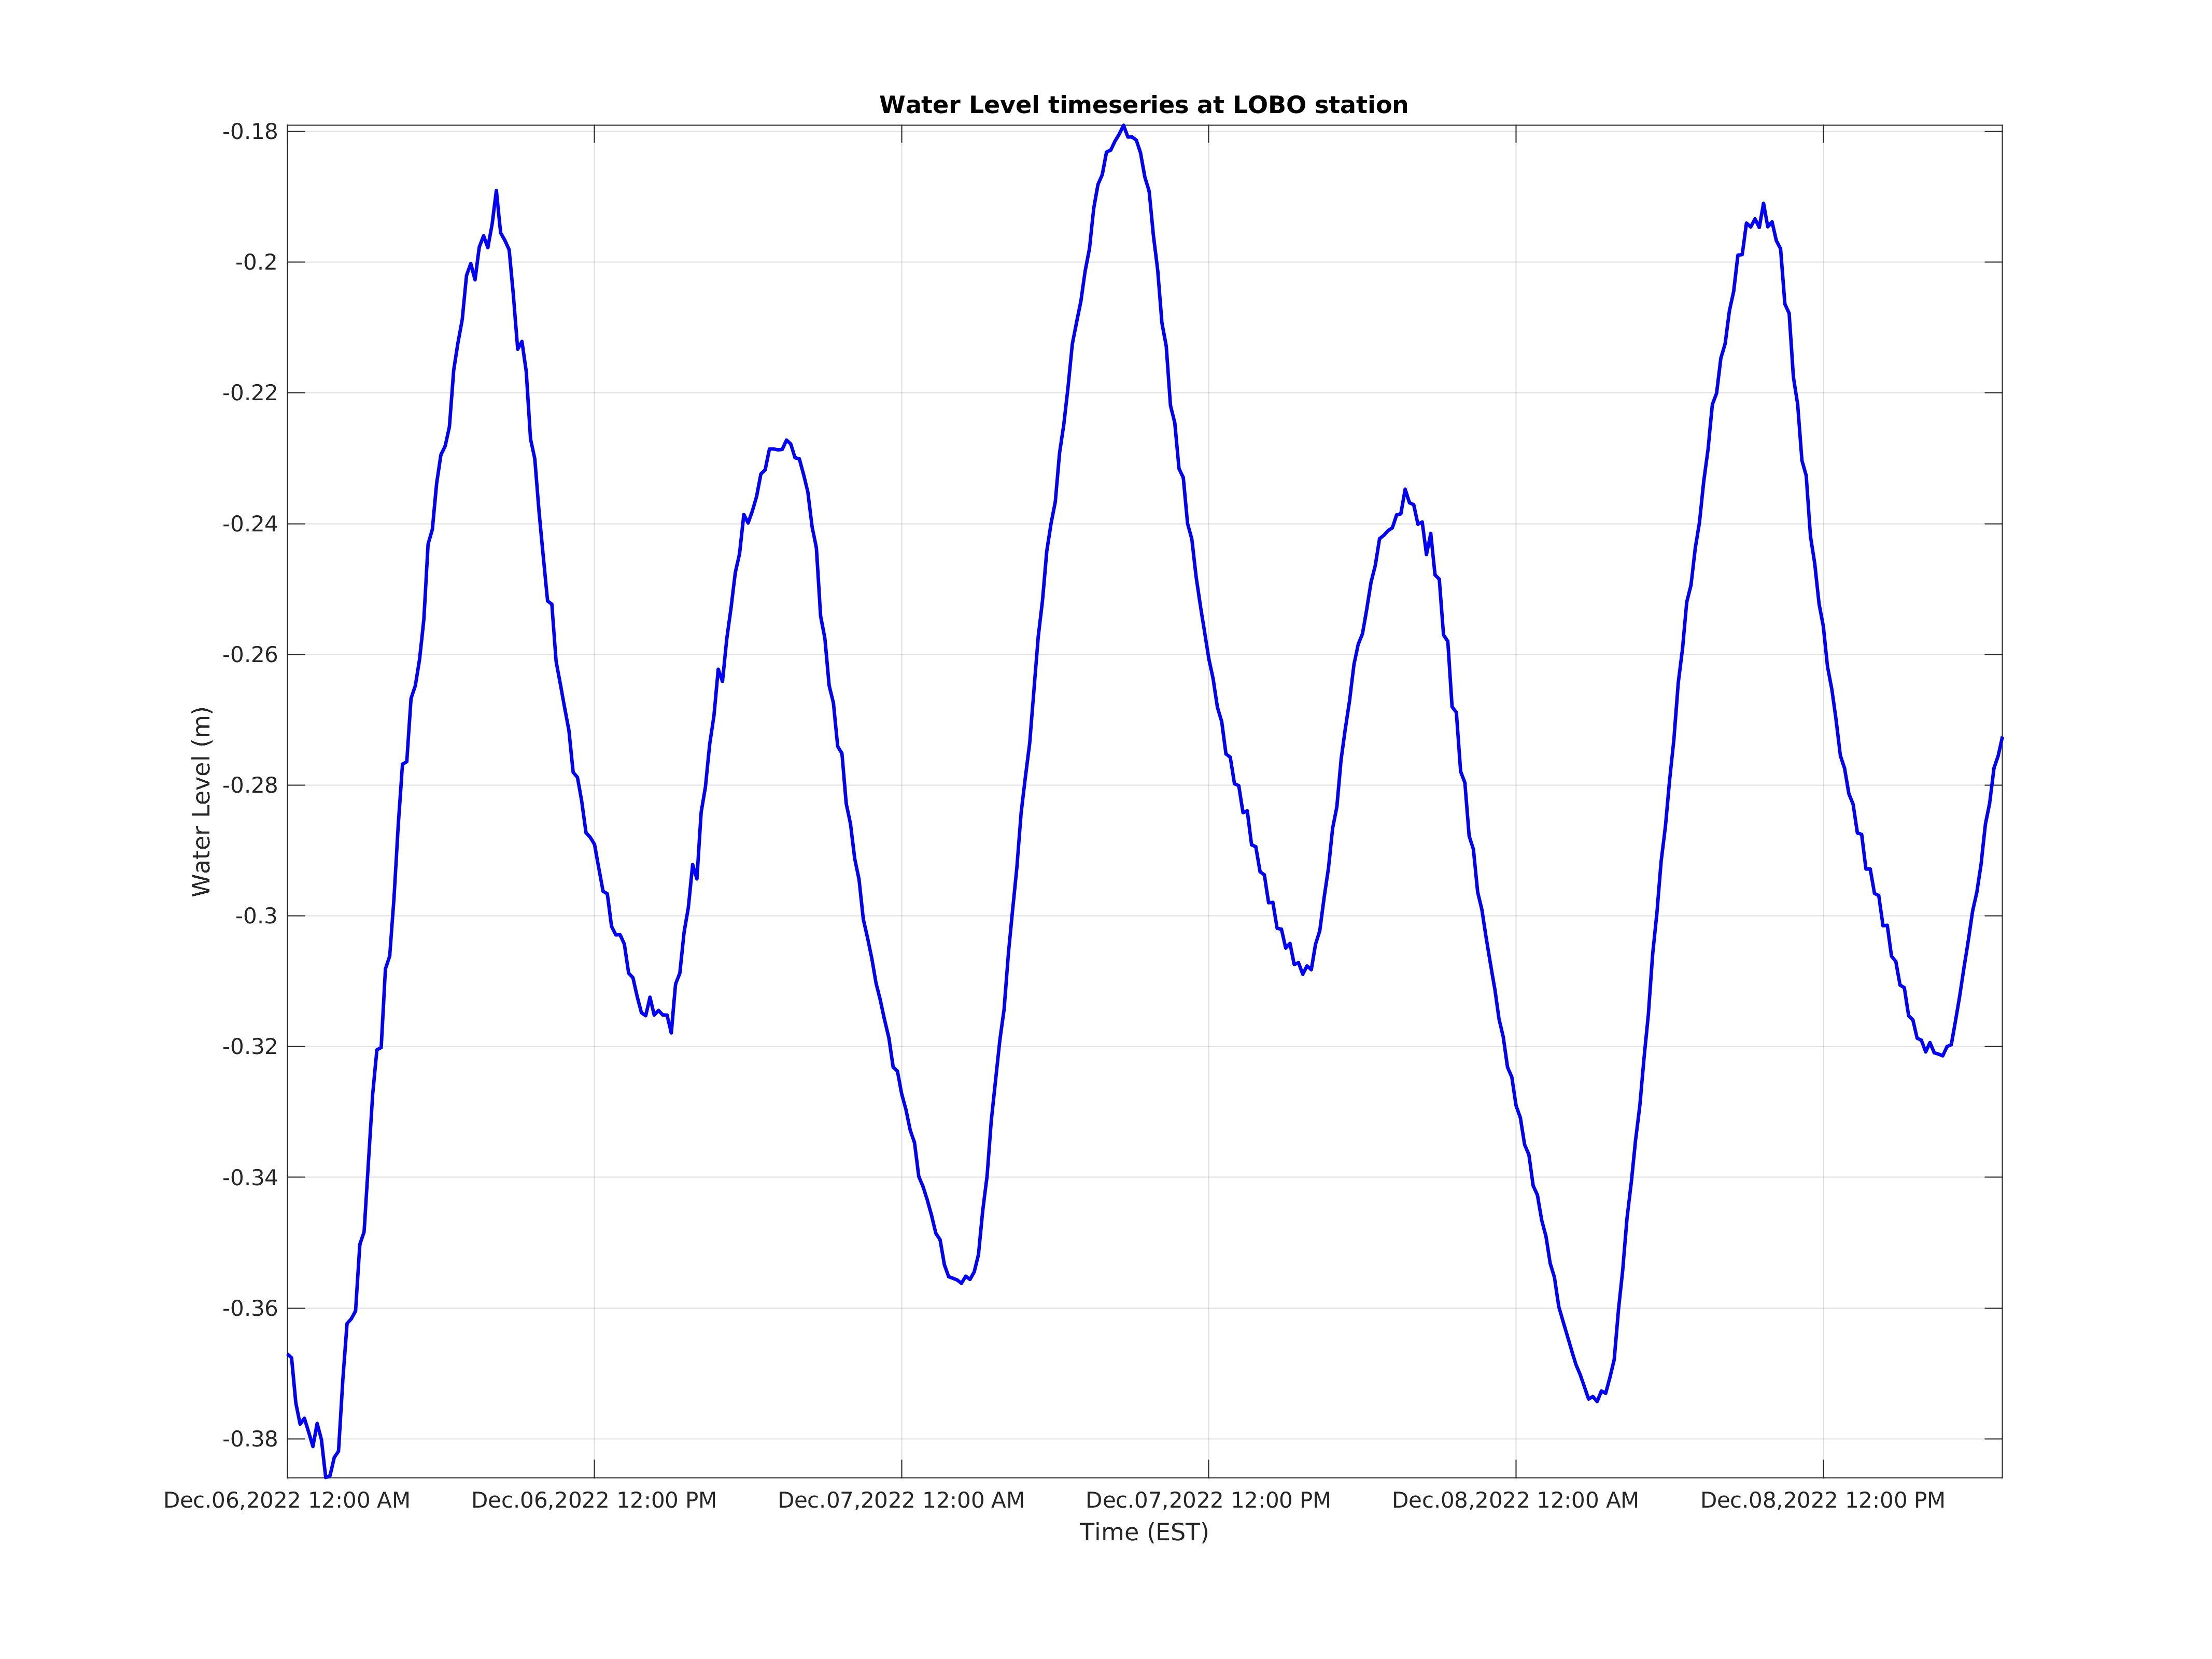 Water Level timeseries at LOBO station
-0.18
-0.2
-0.22
-0.24
-0.26
-0.28
-0.3
-0.32
-0.34
-0.36
-0.38
Water Level (m)
Dec.06,2022 12:00 AM
Dec.06,2022 12:00 PM
Dec.07,2022 12:00 AM
Dec.07,2022 12:00 PM
Dec.08,2022 12:00 AM
Dec.08,2022 12:00 PM
Time (EST)